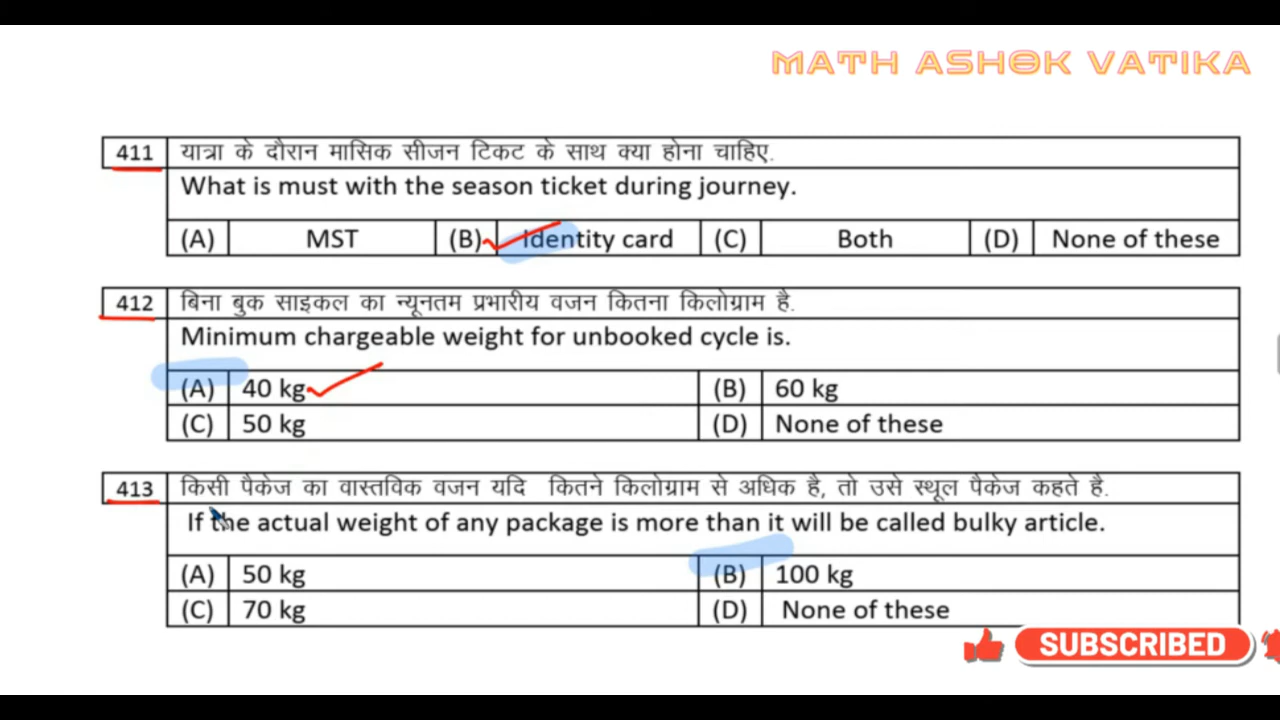 MATH ASHOK VATIKA
411 यात्रा के दौरान मासिक सीजन टिकट के साथ क्या होना चाहिए.
What is must with the season ticket during journey.
(A) MST (B) Identity card (C) Both (D) None of these
412 बिना बुक साइकल का न्यूनतम प्रभारीय वजन कितना किलोग्राम है.
Minimum chargeable weight for unbooked cycle is.
(A) 40 kg (B) 60 kg
(C) 50 kg (D) None of these
413 किसी पैकेज का वास्तविक वजन यदि कितने किलोग्राम से अधिक है, तो उसे स्थूल पैकेज कहते है.
If the actual weight of any package is more than it will be called bulky article.
(A) 50 kg (B) 100 kg
(C) 70 kg (D) None of these
SUBSCRIBED